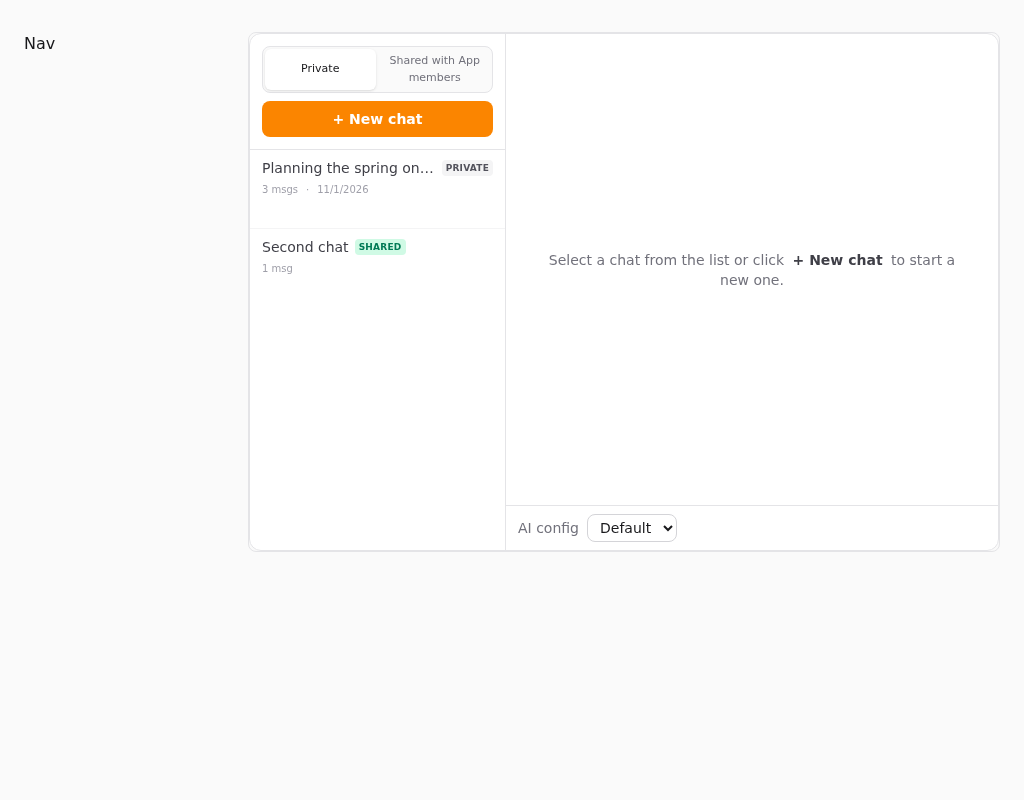 Nav
Private
Shared with App
members
+ New chat
Planning the spring on… PRIVATE
3 msgs · 11/1/2026
Second chat SHARED
1 msg
Select a chat from the list or click + New chat to start a
new one.
AI config Default